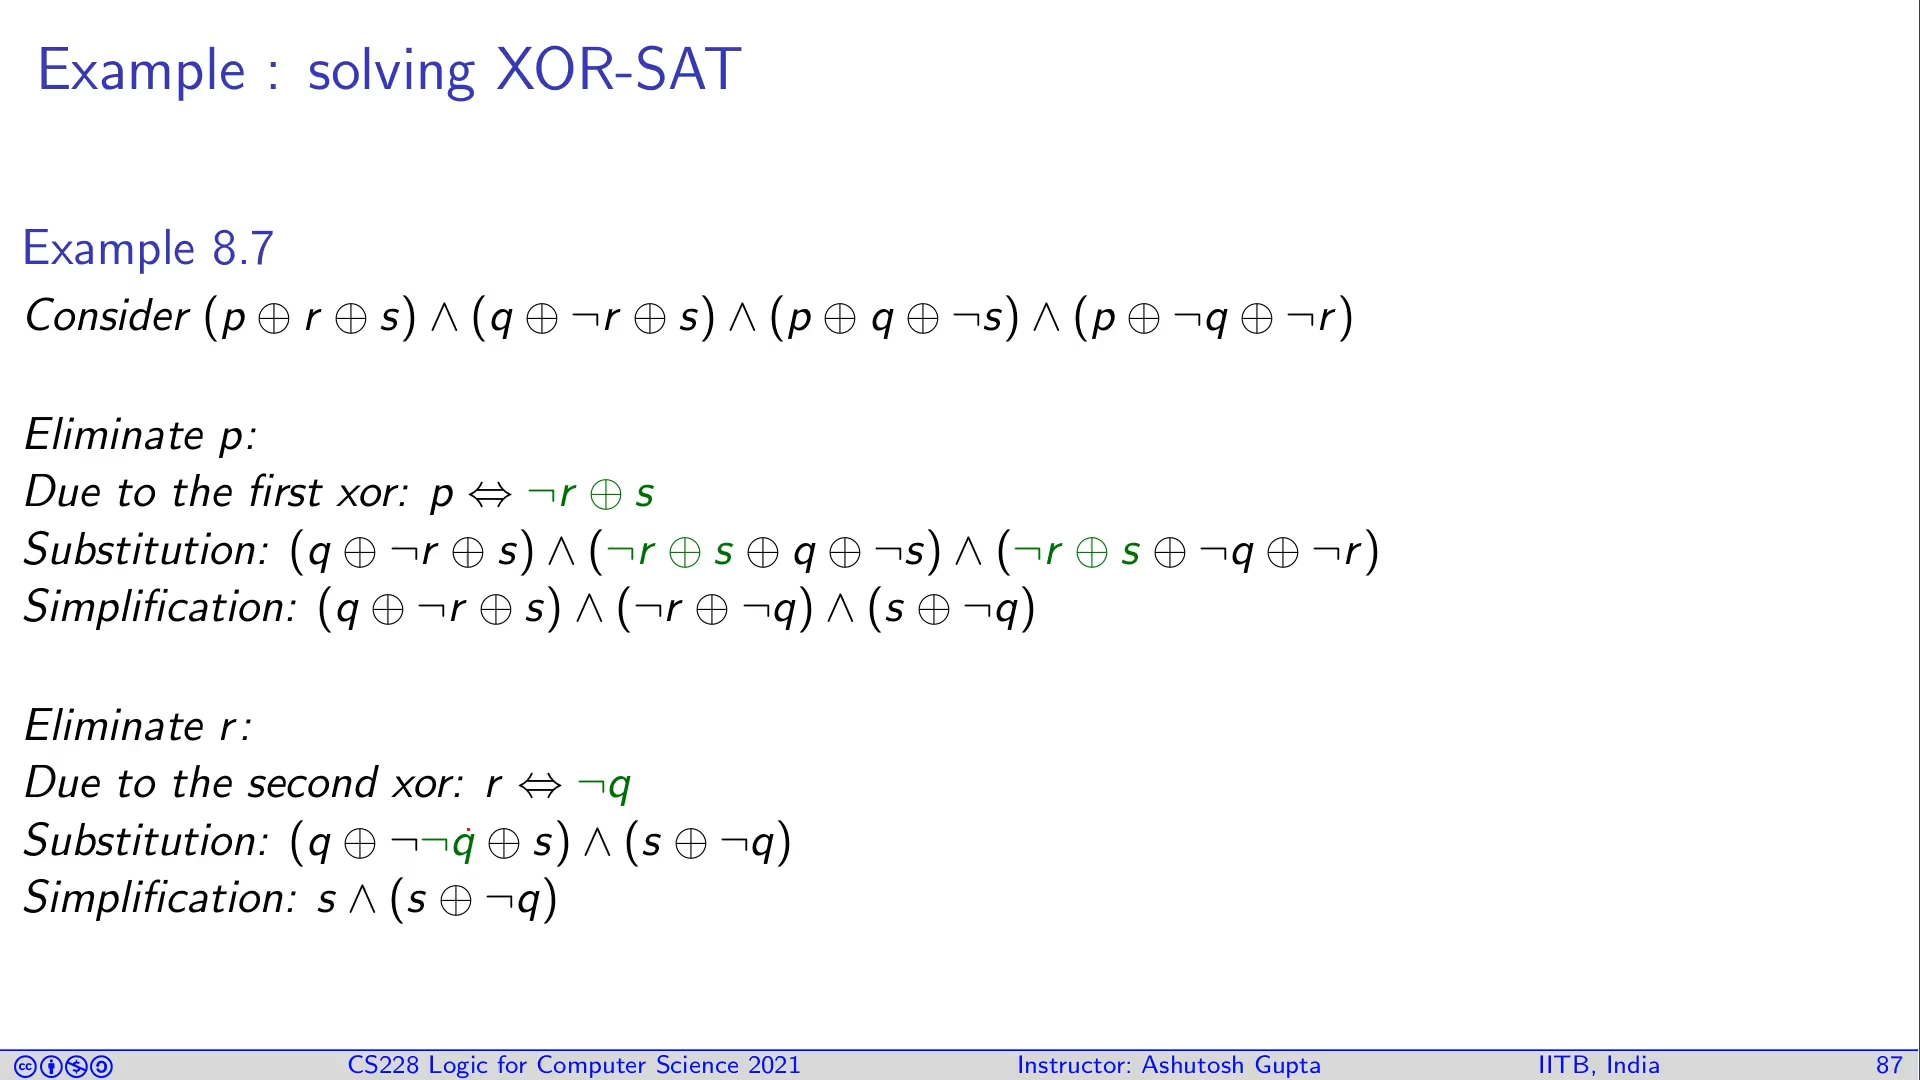 Example : solving XOR-SAT
Example 8.7
Consider (p ⊕ r ⊕ s) ∧ (q ⊕ ¬r ⊕ s) ∧ (p ⊕ q ⊕ ¬s) ∧ (p ⊕ ¬q ⊕ ¬r)
Eliminate p:
Due to the first xor: p ⇔ ¬r ⊕ s
Substitution: (q ⊕ ¬r ⊕ s) ∧ (¬r ⊕ s ⊕ q ⊕ ¬s) ∧ (¬r ⊕ s ⊕ ¬q ⊕ ¬r)
Simplification: (q ⊕ ¬r ⊕ s) ∧ (¬r ⊕ ¬q) ∧ (s ⊕ ¬q)
Eliminate r:
Due to the second xor: r ⇔ ¬q
Substitution: (q ⊕ ¬¬q ⊕ s) ∧ (s ⊕ ¬q)
Simplification: s ∧ (s ⊕ ¬q)
CS228 Logic for Computer Science 2021 Instructor: Ashutosh Gupta IITB, India 87